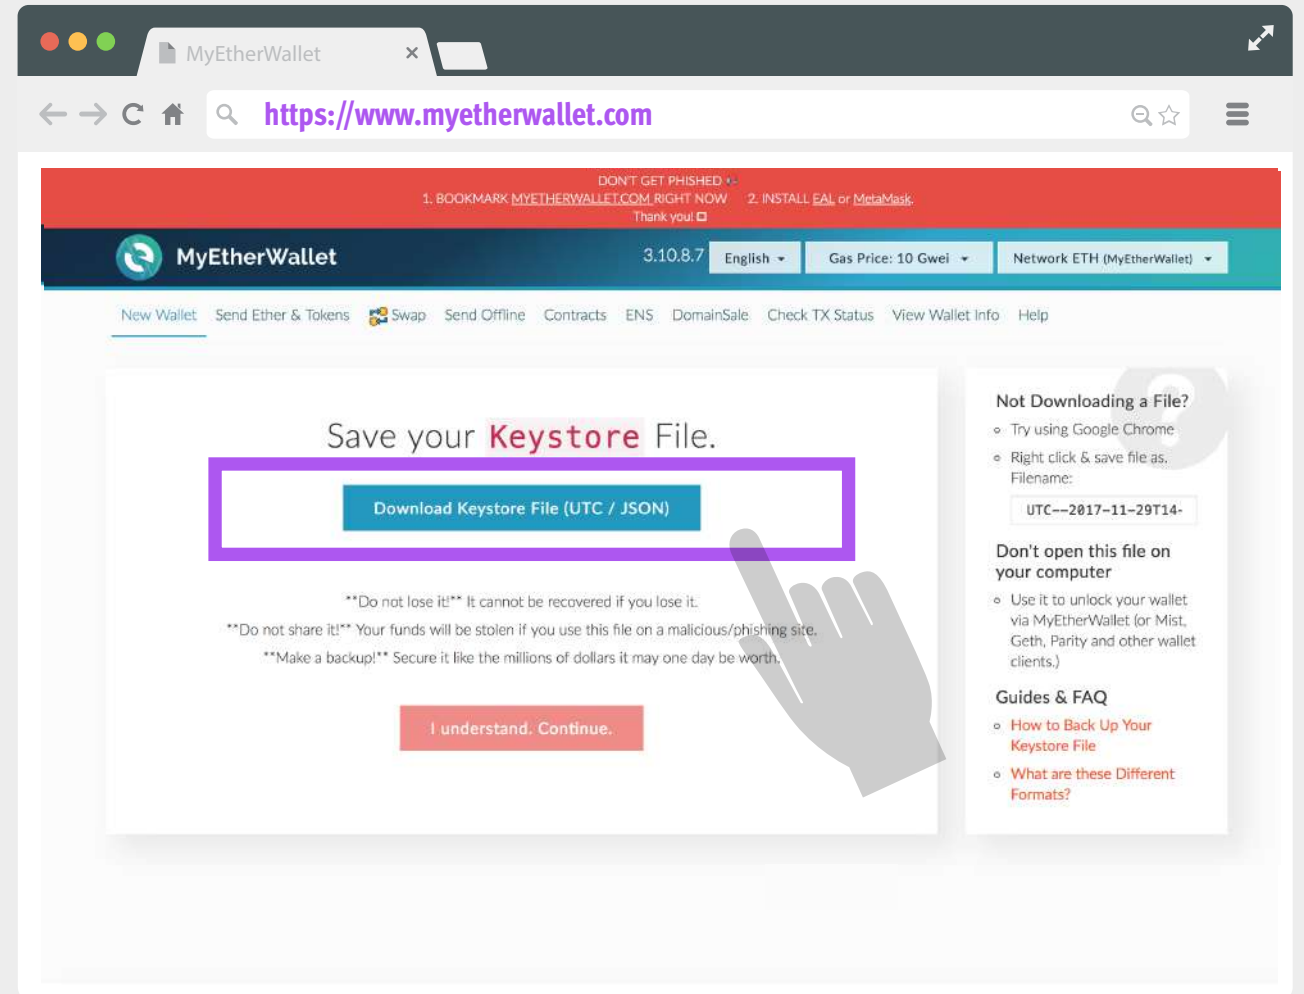 MyEtherWallet
https://www.myetherwallet.com
DON'T GET PHISHED
1. BOOKMARK MYETHERWALLET.COM RIGHT NOW 2. INSTALL EAL or MetaMask.
Thank you!
MyEtherWallet 3.10.8.7 English Gas Price: 10 Gwei Network ETH (MyEtherWallet)
New Wallet Send Ether & Tokens Swap Send Offline Contracts ENS DomainSale Check TX Status View Wallet Info Help
Save your Keystore File.
Download Keystore File (UTC / JSON)
**Do not lose it!** It cannot be recovered if you lose it.
**Do not share it!** Your funds will be stolen if you use this file on a malicious/phishing site.
**Make a backup!** Secure it like the millions of dollars it may one day be worth.
I understand. Continue.
Not Downloading a File?
Try using Google Chrome
Right click & save file as.
Filename:
UTC--2017-11-29T14-
Don't open this file on
your computer
Use it to unlock your wallet
via MyEtherWallet (or Mist,
Geth, Parity and other wallet
clients.)
Guides & FAQ
How to Back Up Your
Keystore File
What are these Different
Formats?